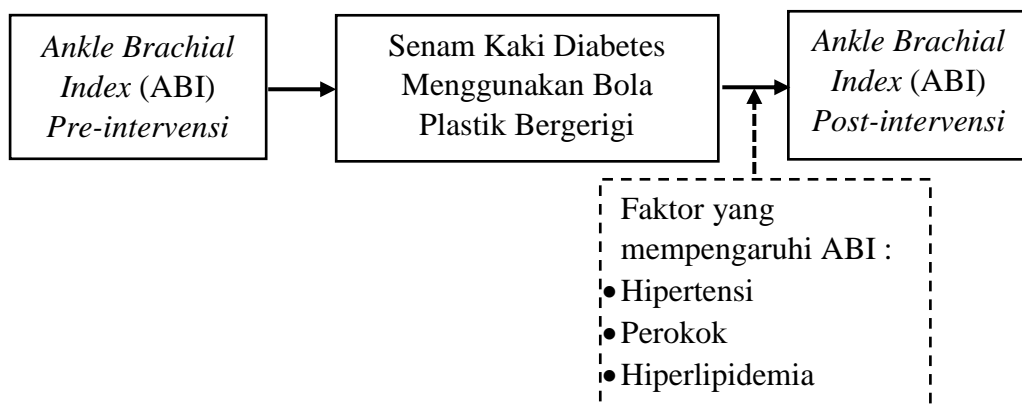 Ankle Brachial
Index (ABI)
Pre-intervensi
Senam Kaki Diabetes
Menggunakan Bola
Plastik Bergerigi
Ankle Brachial
Index (ABI)
Post-intervensi
Faktor yang
mempengaruhi ABI :
•Hipertensi
•Perokok
•Hiperlipidemia